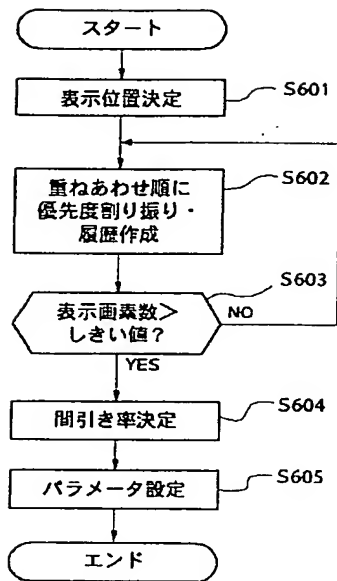 スタート
表示位置決定
S601
重ねあわせ順に
優先度割り振り・
履歴作成
S602
表示画素数>
しきい値?
S603
NO
YES
間引き率決定
S604
パラメータ設定
S605
エンド